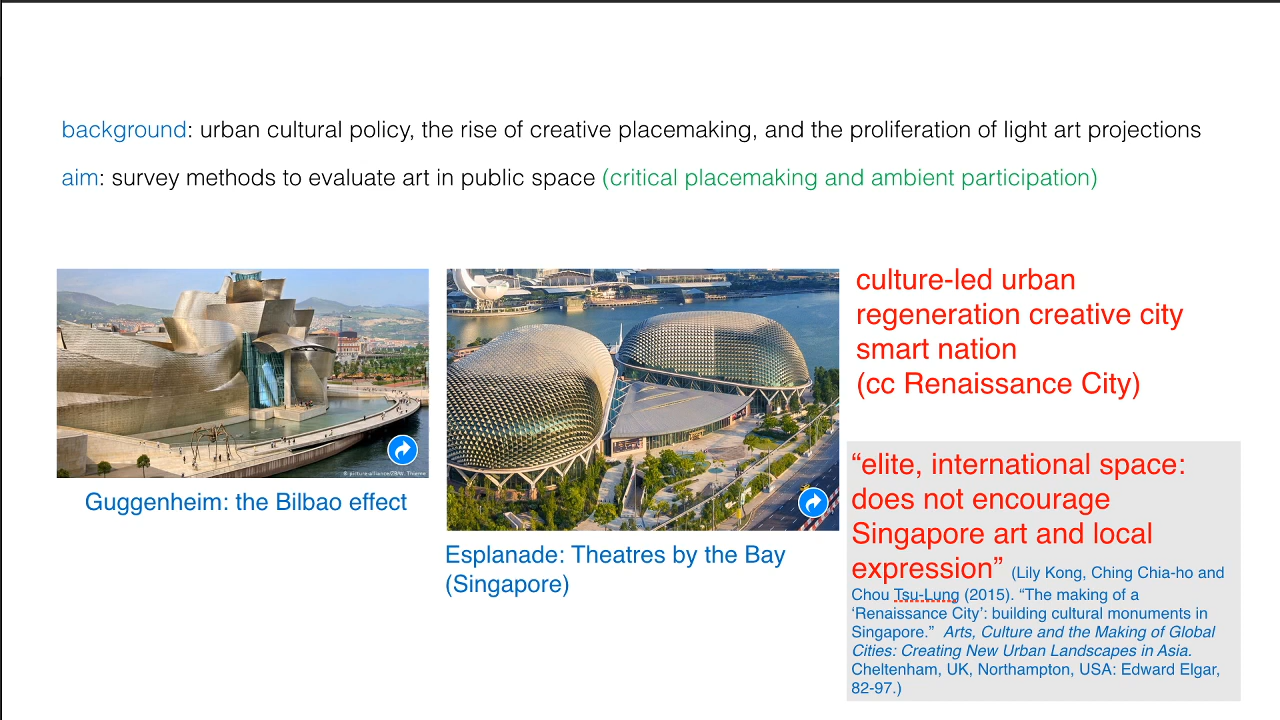 background: urban cultural policy, the rise of creative placemaking, and the proliferation of light art projections
aim: survey methods to evaluate art in public space (critical placemaking and ambient participation)
© picture-alliance/ZB/W. Thieme
Guggenheim: the Bilbao effect
Esplanade: Theatres by the Bay
(Singapore)
culture-led urban
regeneration creative city
smart nation
(cc Renaissance City)
“elite, international space:
does not encourage
Singapore art and local
expression” (Lily Kong, Ching Chia-ho and
Chou Tsu-Lung (2015). “The making of a
‘Renaissance City’: building cultural monuments in
Singapore.” Arts, Culture and the Making of Global
Cities: Creating New Urban Landscapes in Asia.
Cheltenham, UK, Northampton, USA: Edward Elgar,
82-97.)